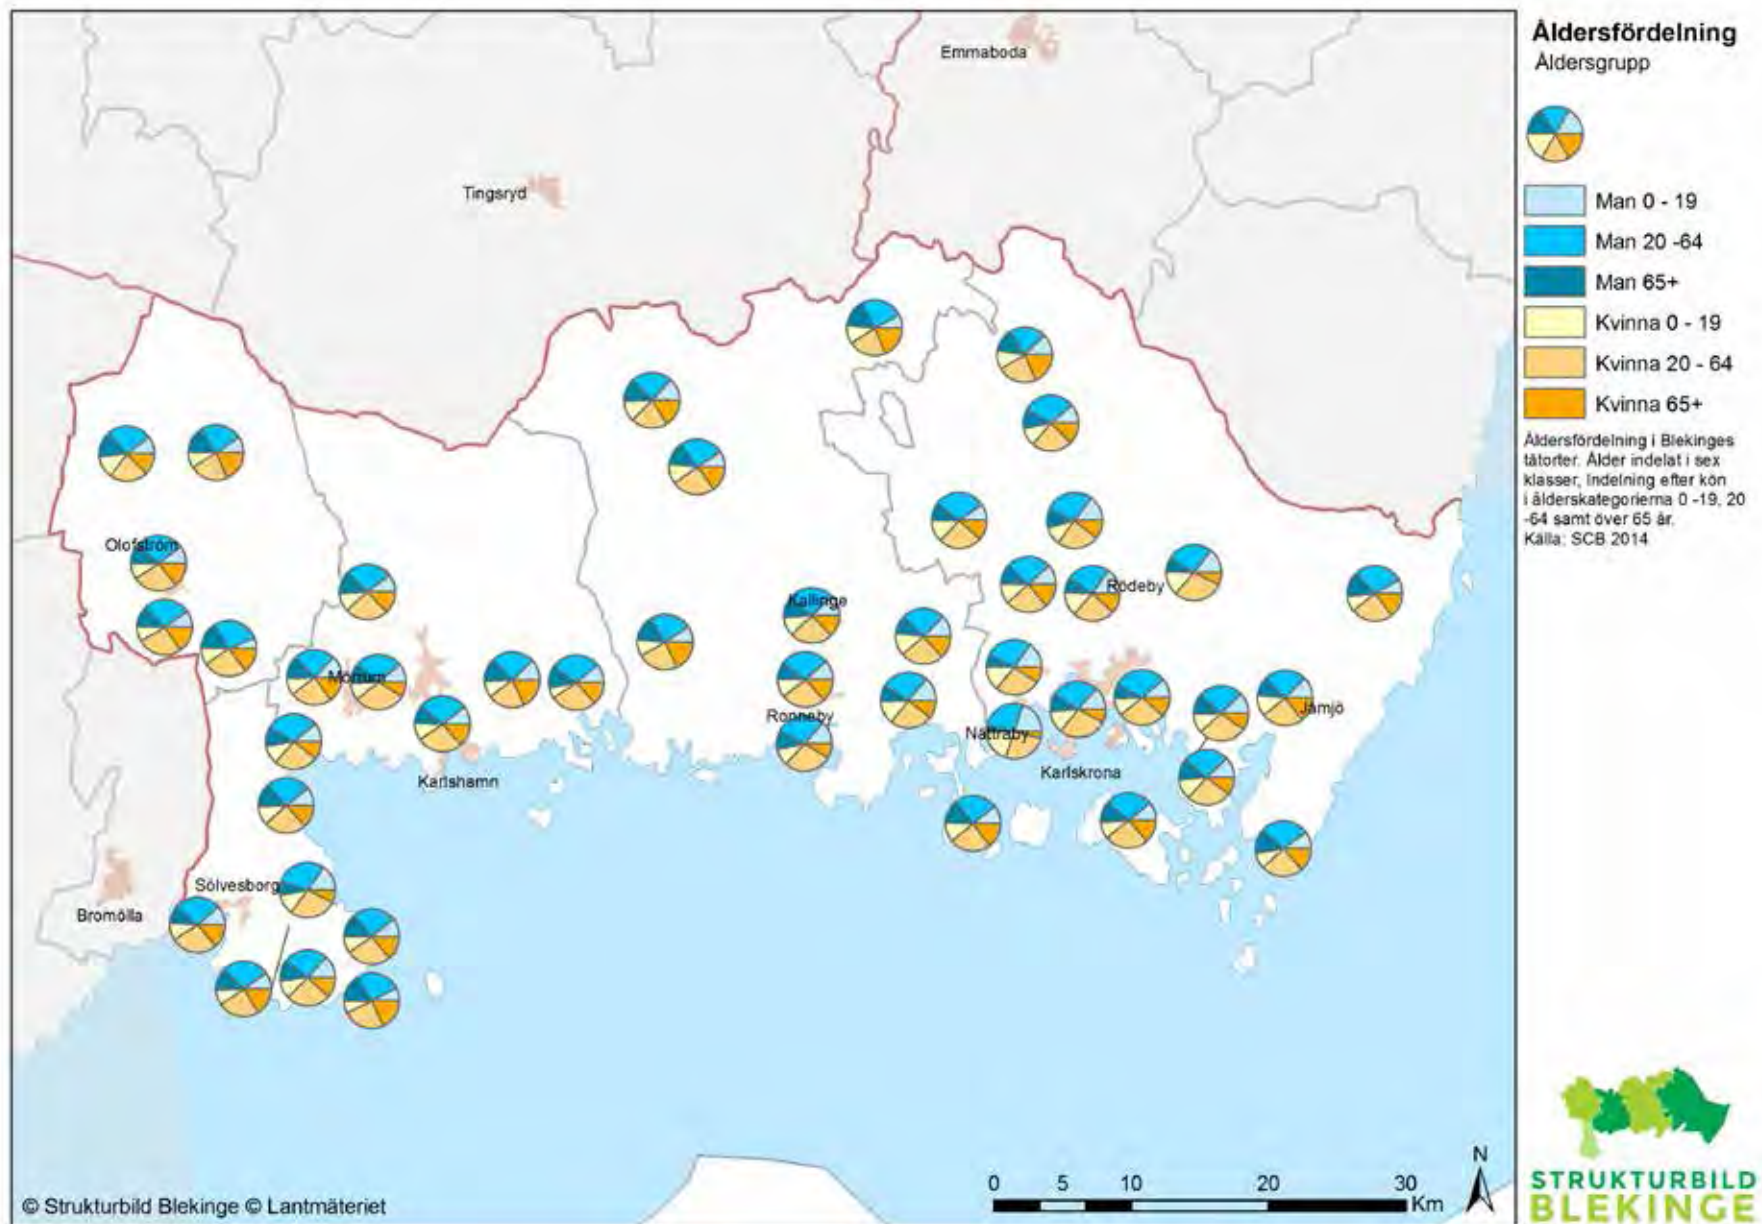 Emmaboda
Tingsryd
Olofström
Kallinge
Rödeby
Mörrum
Ronneby
Nättraby
Jämjö
Karlshamn
Karlskrona
Sölvesborg
Bromölla
0 5 10 20 30
Km
N
© Strukturbild Blekinge © Lantmäteriet
Åldersfördelning
Åldersgrupp
Man 0 - 19
Man 20 -64
Man 65+
Kvinna 0 - 19
Kvinna 20 - 64
Kvinna 65+
Åldersfördelning i Blekinges
tätorter. Ålder indelat i sex
klasser, Indelning efter kön
i ålderskategorierna 0 -19, 20
-64 samt över 65 år.
Källa: SCB 2014
STRUKTURBILD
BLEKINGE